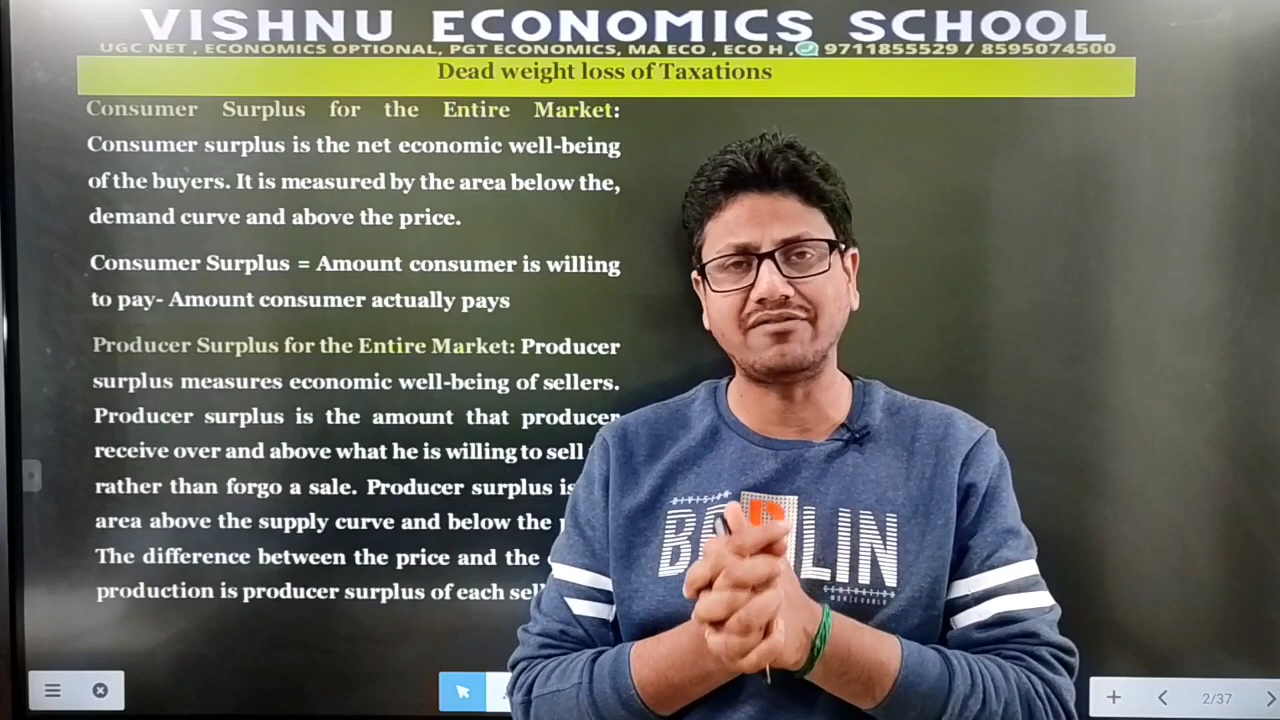 VISHNU ECONOMICS SCHOOL
UGC NET , ECONOMICS OPTIONAL, PGT ECONOMICS, MA ECO , ECO H , 9711855529 / 8595074500
Dead weight loss of Taxations
Consumer Surplus for the Entire Market:
Consumer surplus is the net economic well-being
of the buyers. It is measured by the area below the,
demand curve and above the price.
Consumer Surplus = Amount consumer is willing
to pay- Amount consumer actually pays
Producer Surplus for the Entire Market: Producer
surplus measures economic well-being of sellers.
Producer surplus is the amount that producer
receive over and above what he is willing to sell
rather than forgo a sale. Producer surplus is
area above the supply curve and below the
The difference between the price and the
production is producer surplus of each
DIVISION
GENERATION
2/37